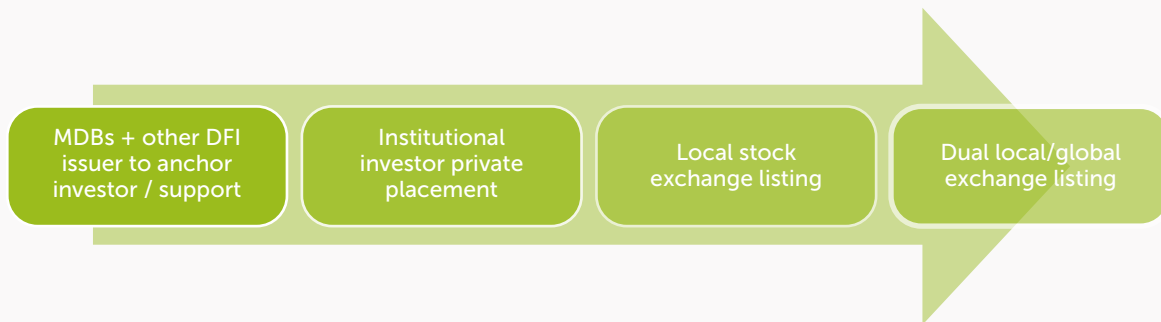 MDBs + other DFI
issuer to anchor
investor / support
Institutional
investor private
placement
Local stock
exchange listing
Dual local/global
exchange listing